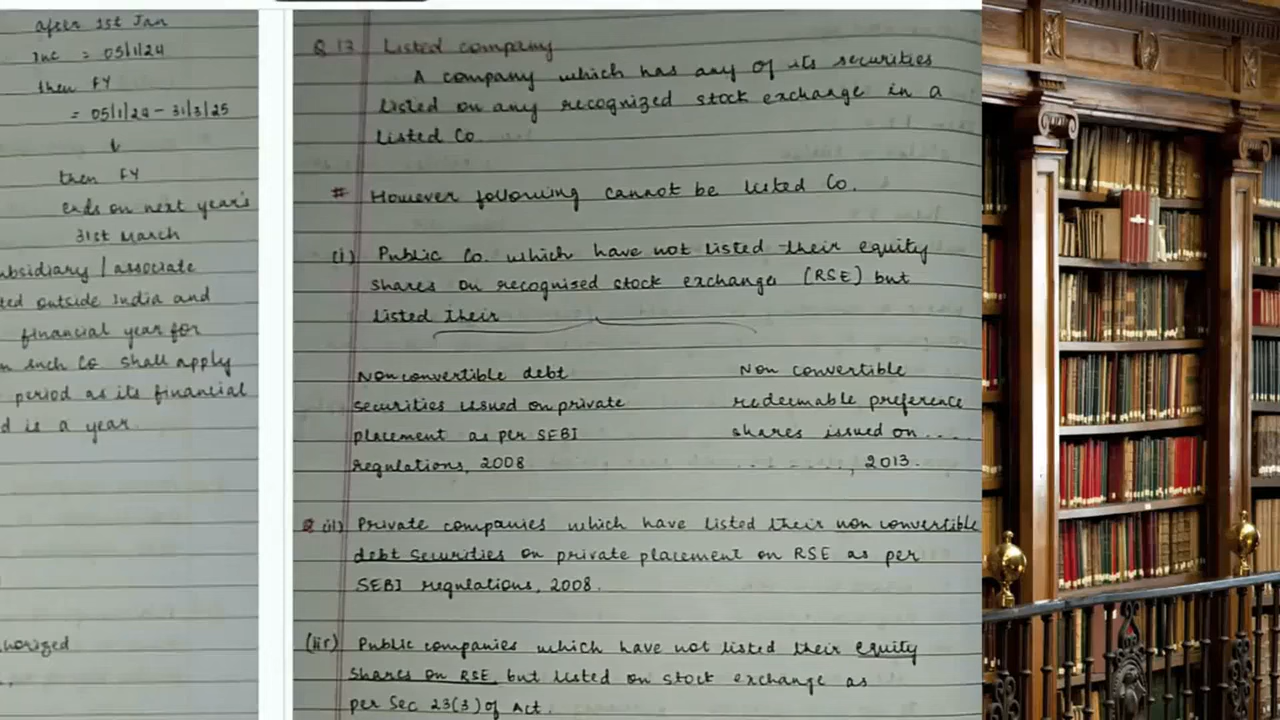 after 1st Jan
Inc = 05/1/24
then FY
= 05/1/24 - 31/3/25
then FY
ends on next year's
31st March
ubsidiary / associate
ted outside India and
financial year for
n such Co shall apply
period as its financial
d is a year.
horized
Q 13 Listed company
A company which has any of its securities
listed on any recognized stock exchange in a
listed Co.
# However following cannot be listed Co.
(i) Public Co. which have not listed their equity
shares on recognised stock exchange (RSE) but
listed their
Non convertible debt
securities issued on private
placement as per SEBI
regulations, 2008
Non convertible
redeemable preference
shares issued on ....
.. .. - .... , 2013.
(ii) Private companies which have listed their non convertible
debt securities on private placement on RSE as per
SEBI regulations, 2008.
(iii) Public companies which have not listed their equity
shares on RSE, but listed on stock exchange as
per Sec 23(3) of Act.